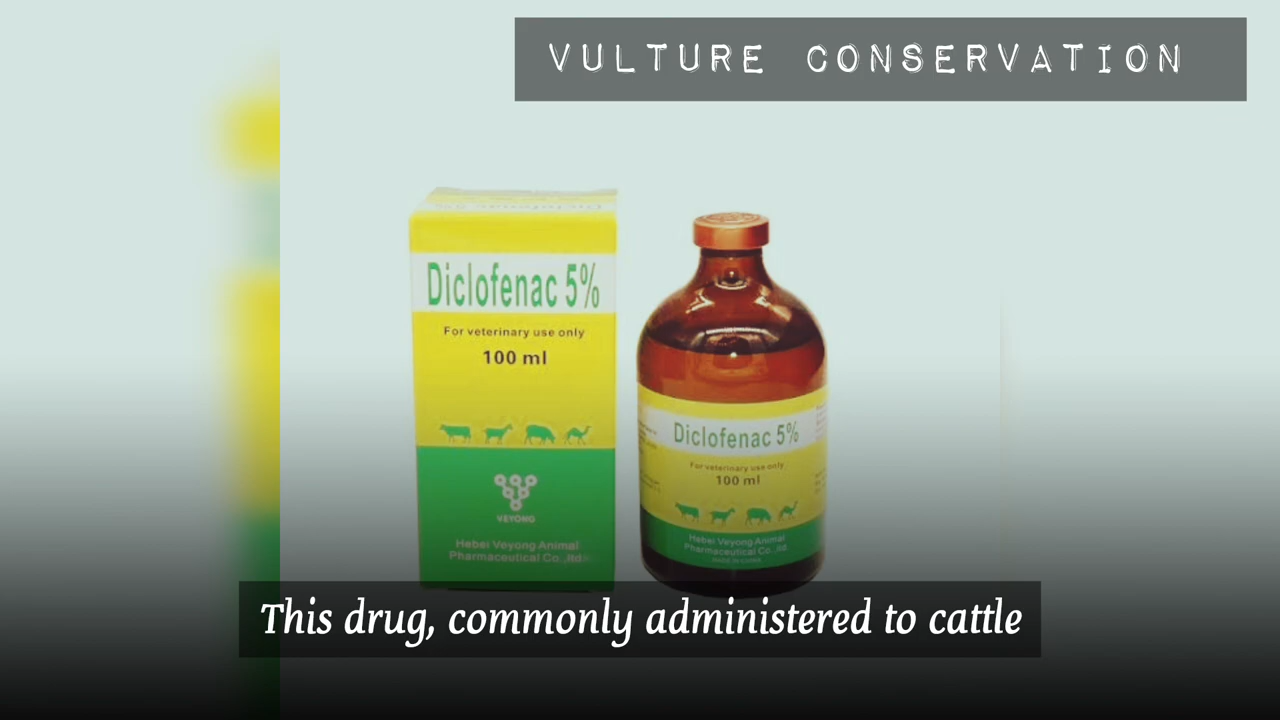 VULTURE CONSERVATION
Diclofenac 5%
For veterinary use only
100 ml
VEYONG
Hebei Veyong Animal
Pharmaceutical Co.,ltd.
Diclofenac 5%
For veterinary use only
100 ml
Hebei Veyong Animal
Pharmaceutical Co.,ltd.
MADE IN CHINA
This drug, commonly administered to cattle